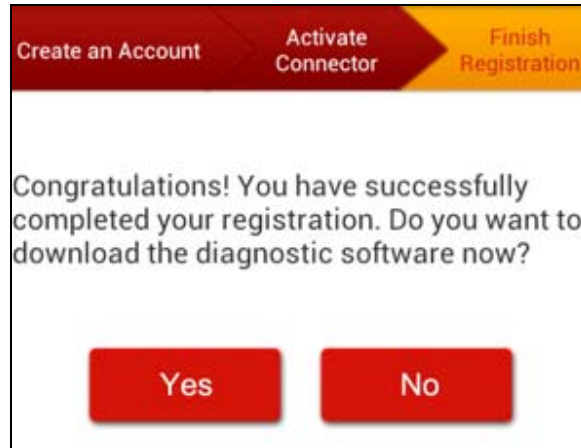 Create an Account
Activate
Connector
Finish
Registration
Congratulations! You have successfully
completed your registration. Do you want to
download the diagnostic software now?
Yes
No